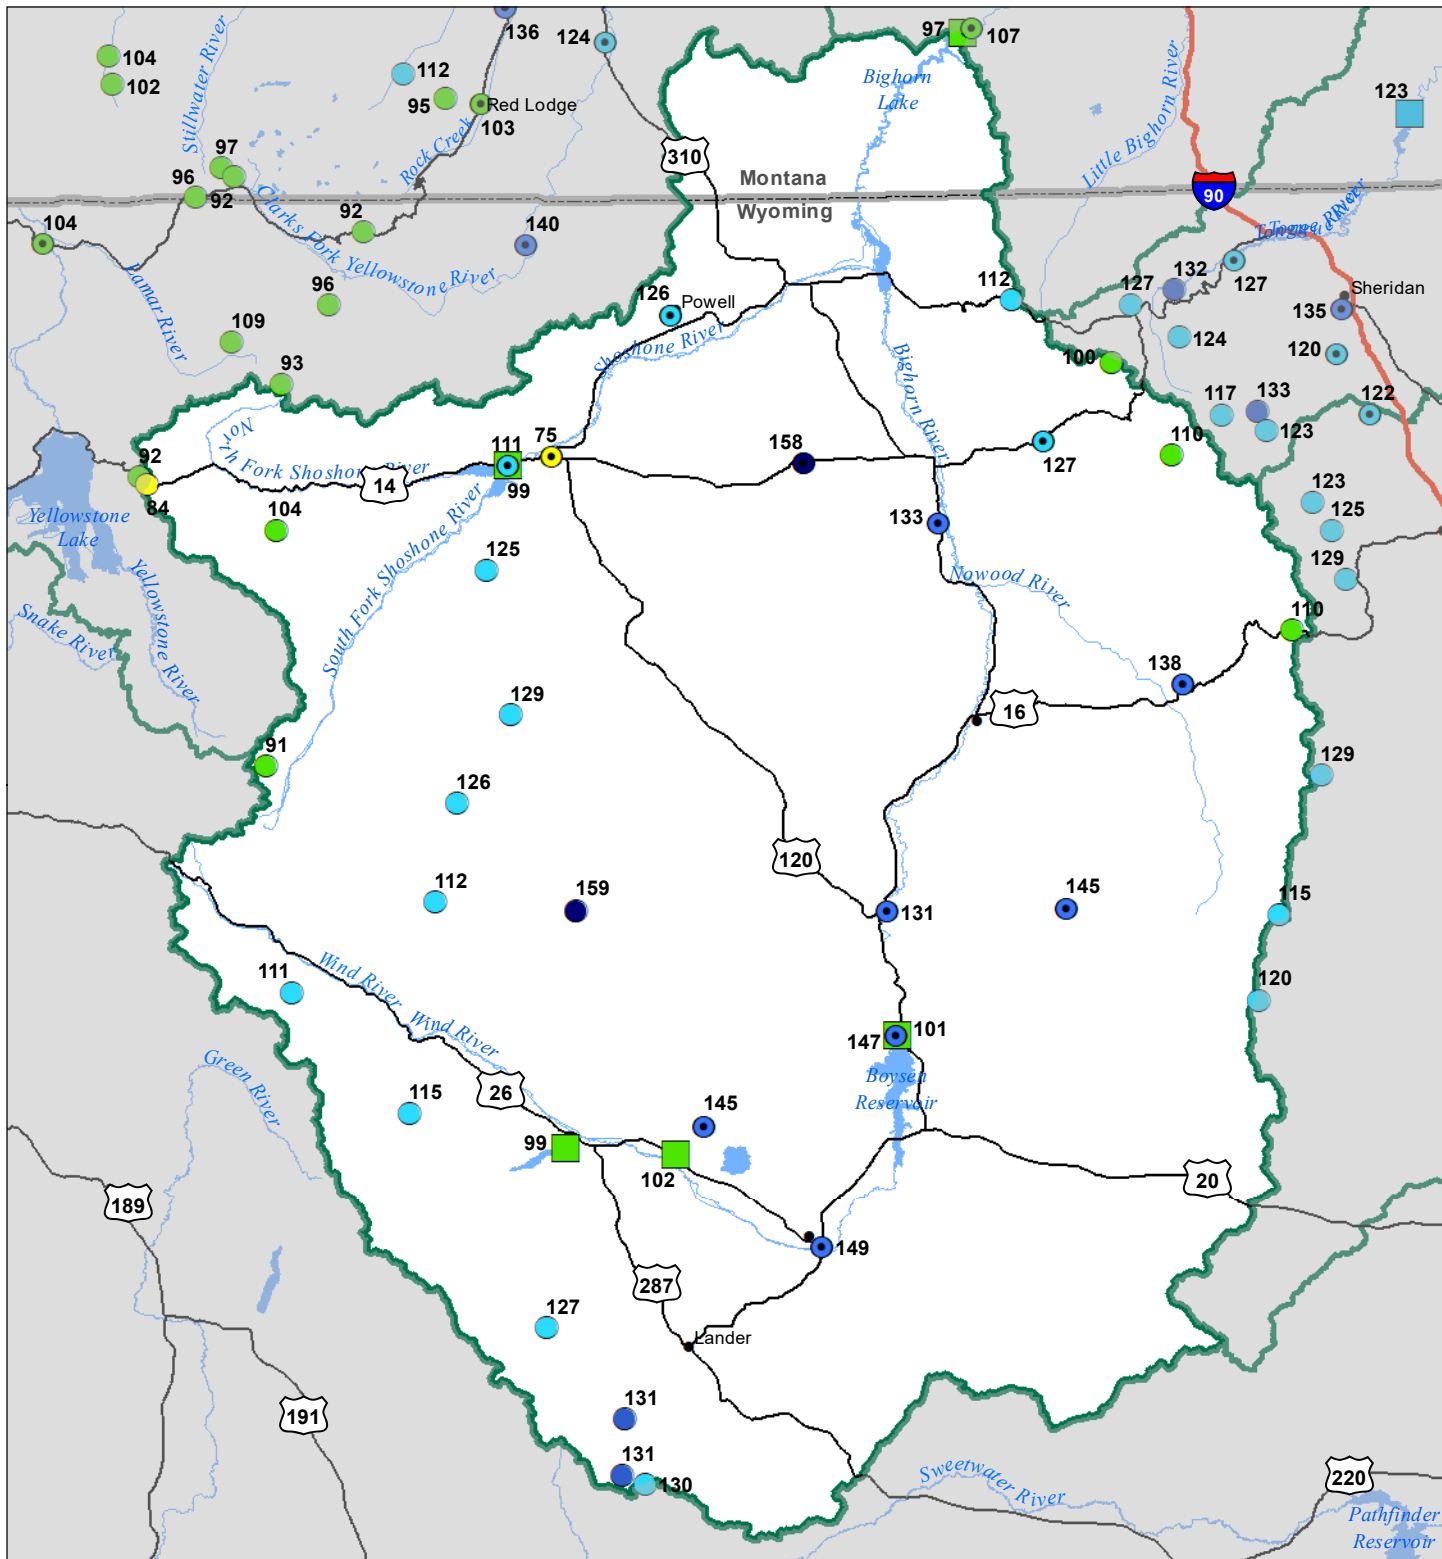 97
107
136
124
104
102
112
95
Red Lodge
103
Stillwater River
Rock Creek
Bighorn
Lake
Little Bighorn River
123
310
97
96
92
92
Montana
Wyoming
90
104
Clarks Fork Yellowstone River
140
Lamar River
96
109
93
126
Powell
Shoshone River
112
127
132
127
Sheridan
135
124
120
100
Bighorn River
117
133
123
122
North Fork Shoshone River
92
84
14
111
99
75
158
127
110
Yellowstone
Lake
104
South Fork Shoshone River
125
133
123
125
129
Nowood River
110
Yellowstone River
Snake River
138
129
16
91
129
126
120
112
159
131
145
115
111
Wind River
Wind River
120
147
101
Boysen
Reservoir
Green River
115
26
145
99
102
20
189
149
287
127
Lander
191
131
131
130
Sweetwater River
220
Pathfinder
Reservoir